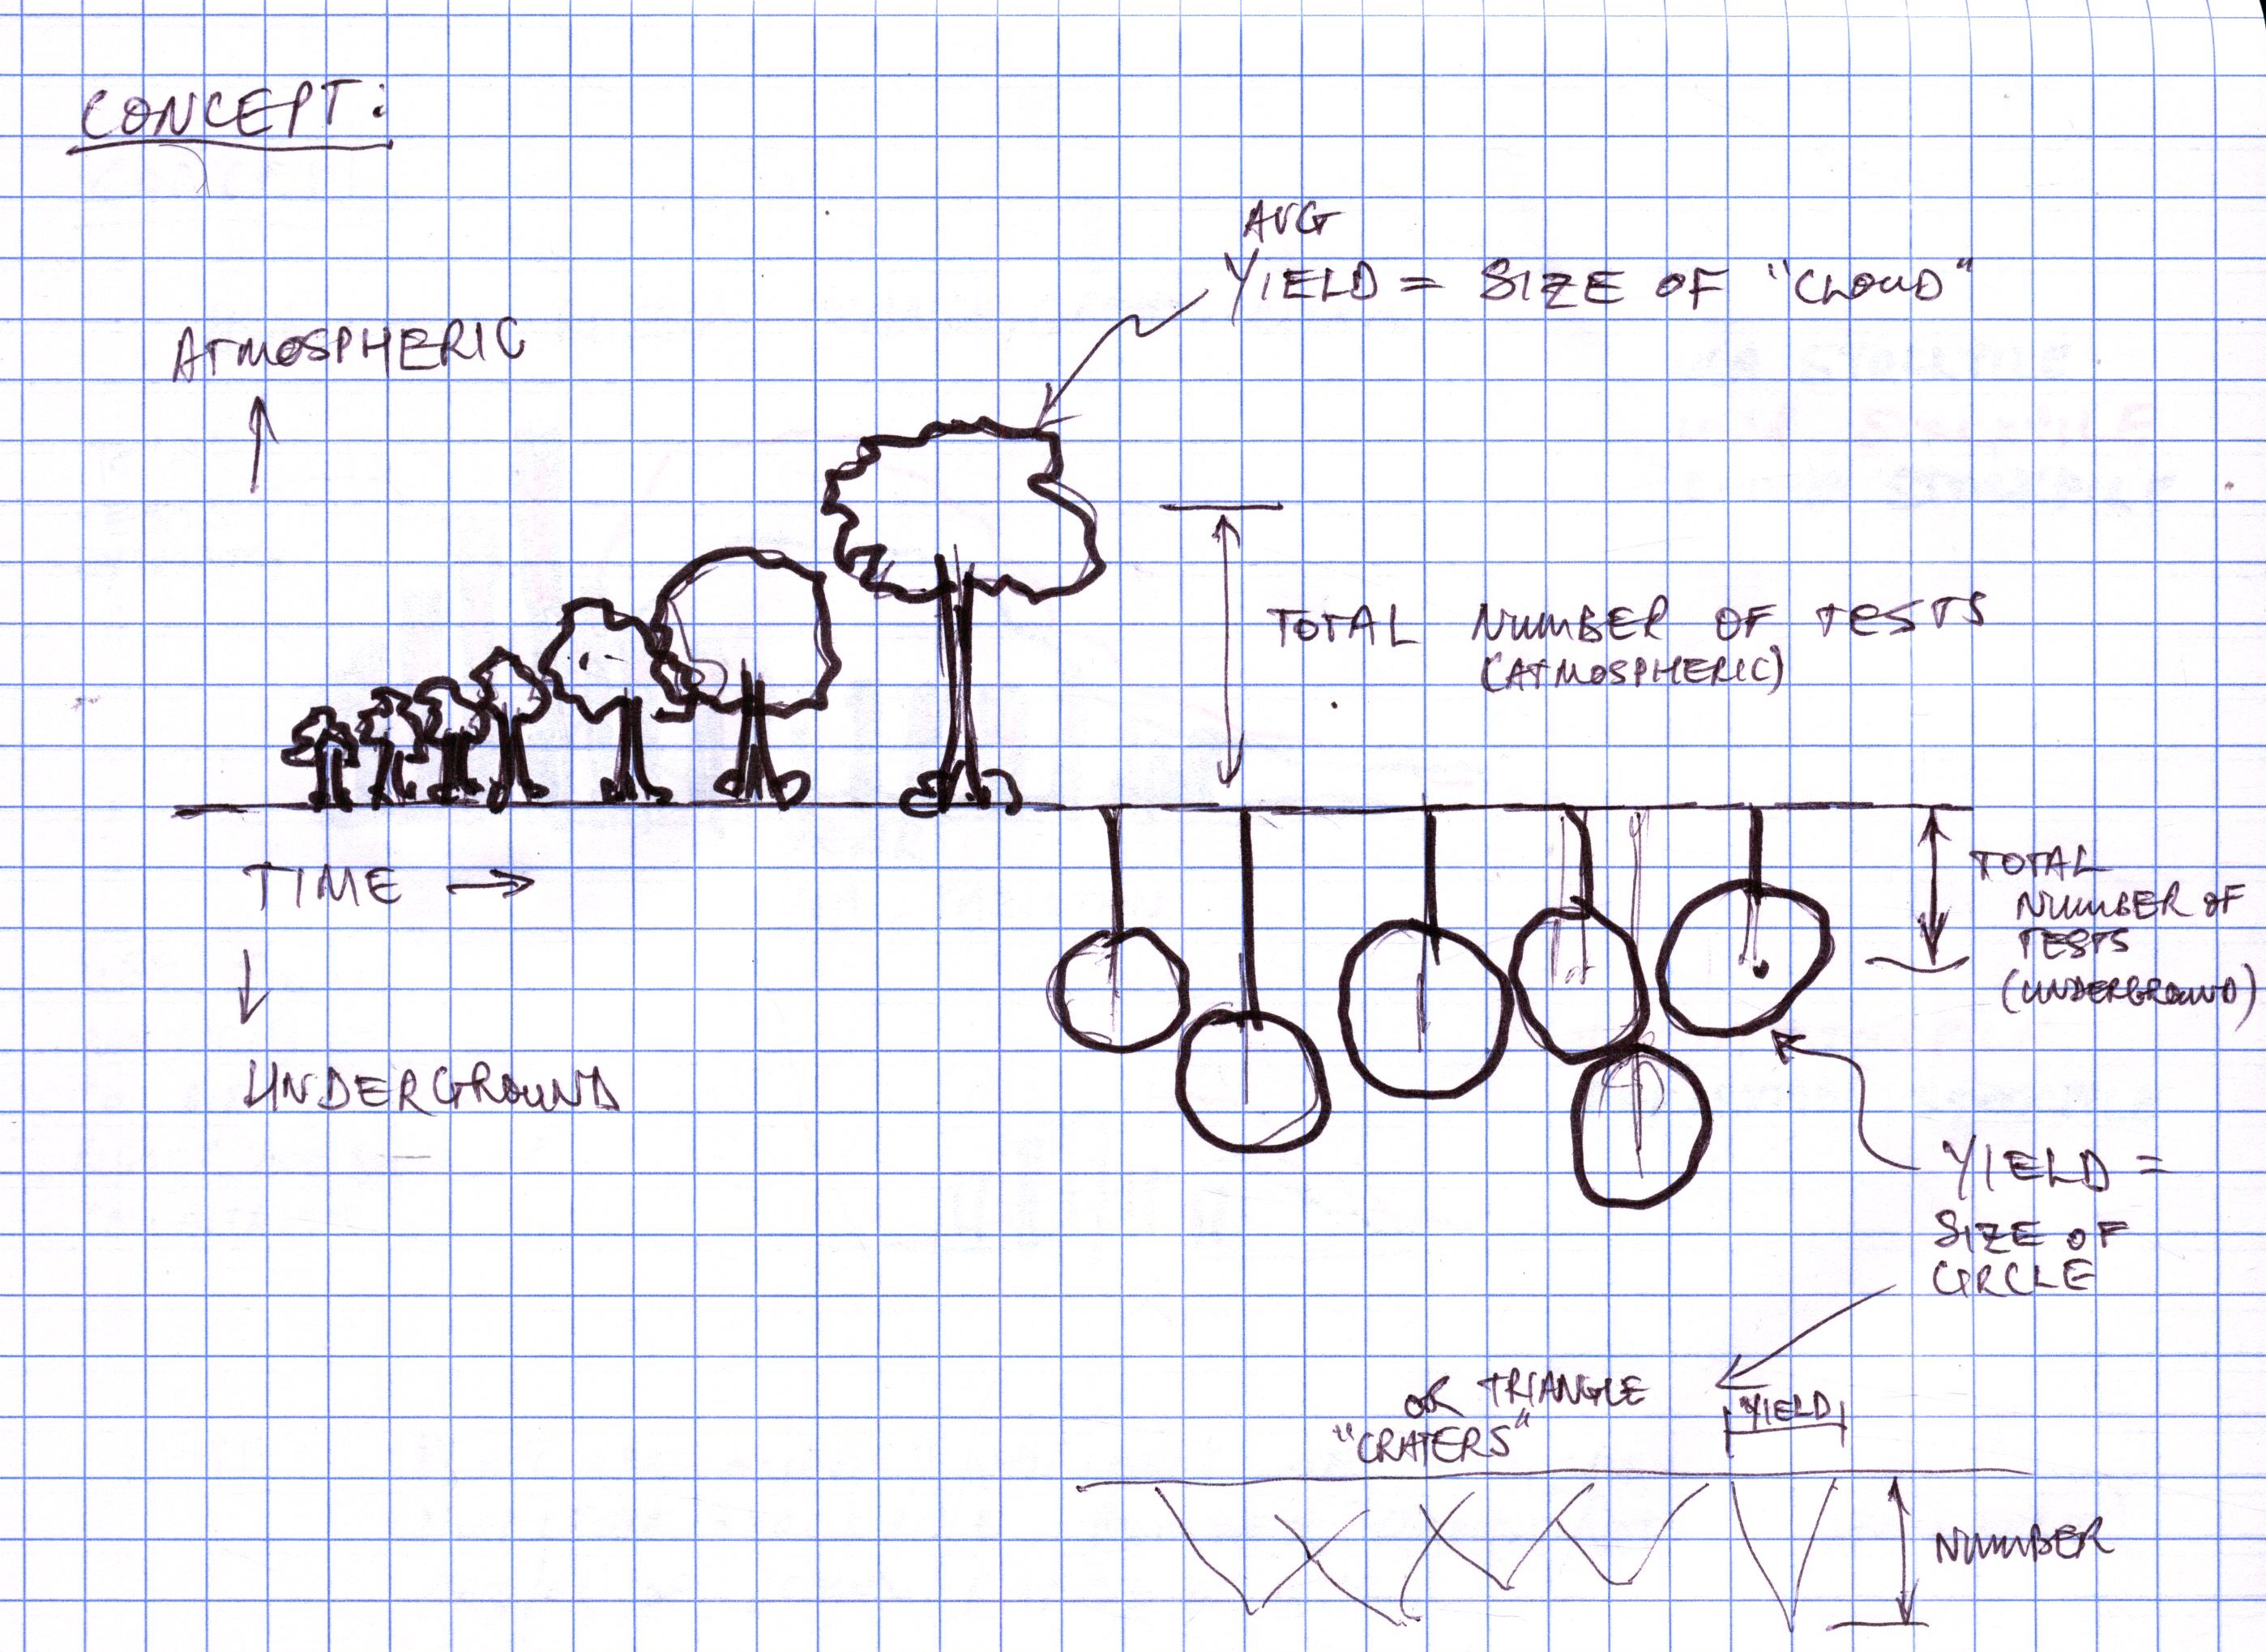 CONCEPT:
AVG
YIELD = SIZE OF "CLOUD"
ATMOSPHERIC
TOTAL NUMBER OF TESTS
(ATMOSPHERIC)
TIME →
TOTAL
NUMBER OF
TESTS
(UNDERGROUND)
UNDERGROUND
YIELD =
SIZE OF
CIRCLE
OR TRIANGLE
"CRATERS"
YIELD
NUMBER